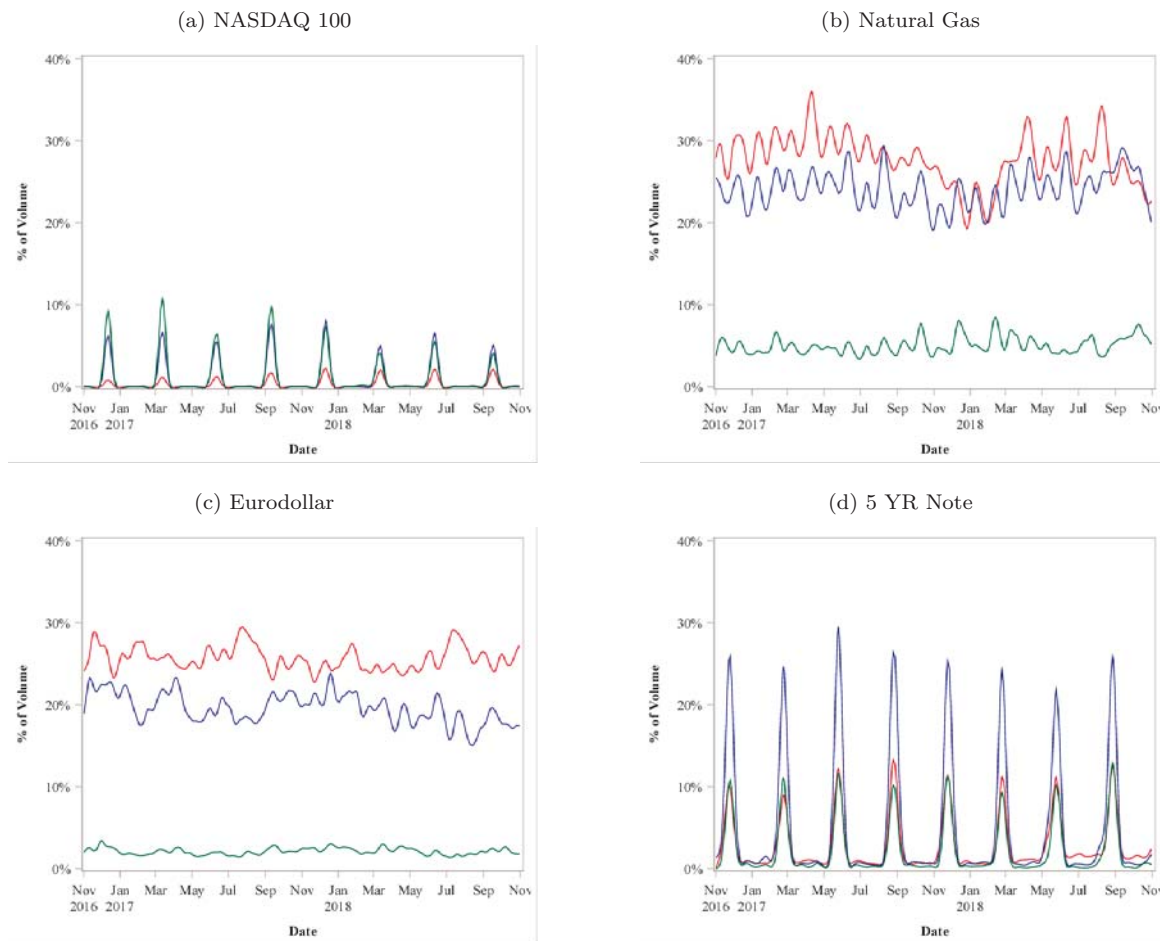 (a) NASDAQ 100
40%
30%
20%
10%
0%
% of Volume
Nov Jan Mar May Jul Sep Nov Jan Mar May Jul Sep Nov
2016 2017 2018
Date
(b) Natural Gas
40%
30%
20%
10%
0%
% of Volume
Nov Jan Mar May Jul Sep Nov Jan Mar May Jul Sep Nov
2016 2017 2018
Date
(c) Eurodollar
40%
30%
20%
10%
0%
% of Volume
Nov Jan Mar May Jul Sep Nov Jan Mar May Jul Sep Nov
2016 2017 2018
Date
(d) 5 YR Note
40%
30%
20%
10%
0%
% of Volume
Nov Jan Mar May Jul Sep Nov Jan Mar May Jul Sep Nov
2016 2017 2018
Date